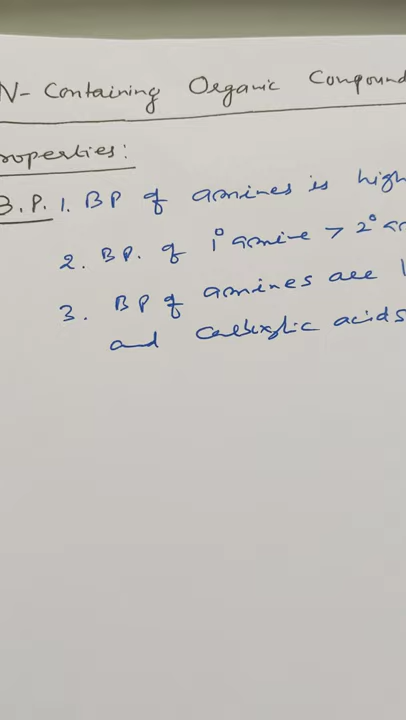 N- Containing Organic Compound
roperties:
B.P. 1. BP of amines is high
2. BP. of 1° amine > 2° a
3. BP of amines are
and carboxylic acids